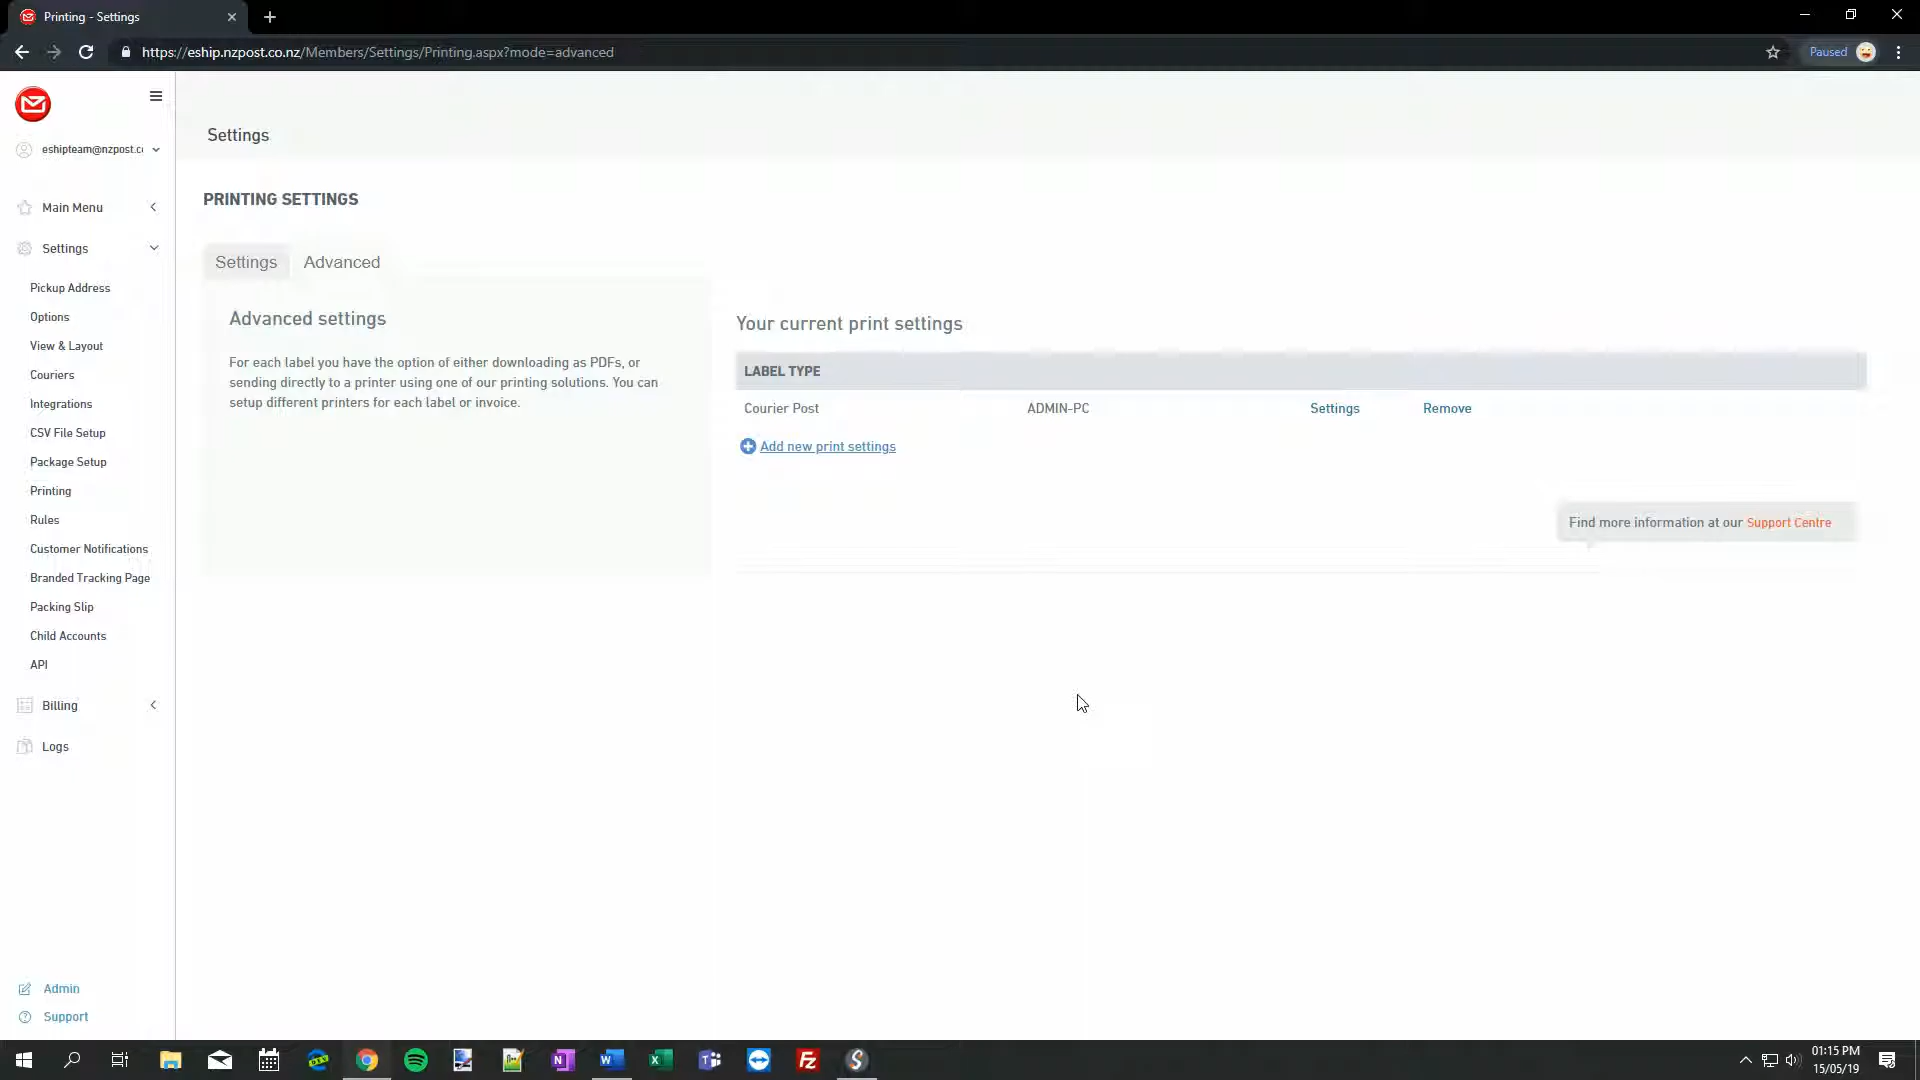 Printing - Settings
https://eship.nzpost.co.nz/Members/Settings/Printing.aspx?mode=advanced
Paused
Settings
eshipteam@nzpost.c
Main Menu
Settings
Pickup Address
Options
View & Layout
Couriers
Integrations
CSV File Setup
Package Setup
Printing
Rules
Customer Notifications
Branded Tracking Page
Packing Slip
Child Accounts
API
Billing
Logs
Admin
Support
PRINTING SETTINGS
Settings Advanced
Advanced settings
For each label you have the option of either downloading as PDFs, or
sending directly to a printer using one of our printing solutions. You can
setup different printers for each label or invoice.
Your current print settings
LABEL TYPE
Courier Post ADMIN-PC Settings Remove
Add new print settings
Find more information at our Support Centre
01:15 PM
15/05/19